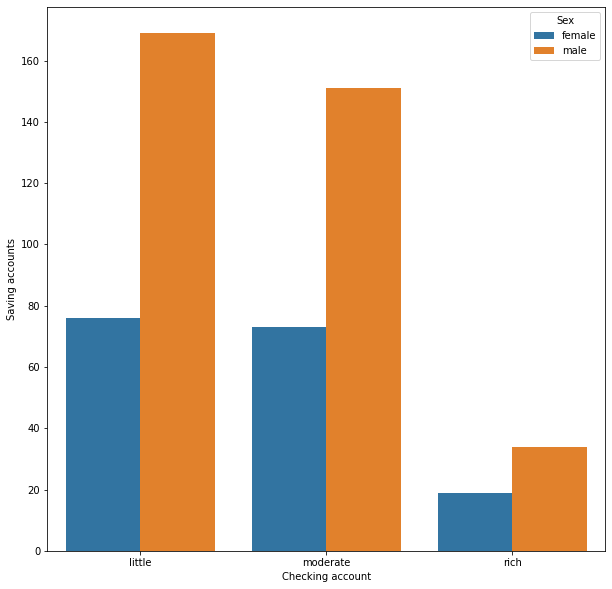 Sex
female
male
160
140
120
100
80
60
40
20
0
Saving accounts
little
moderate
rich
Checking account